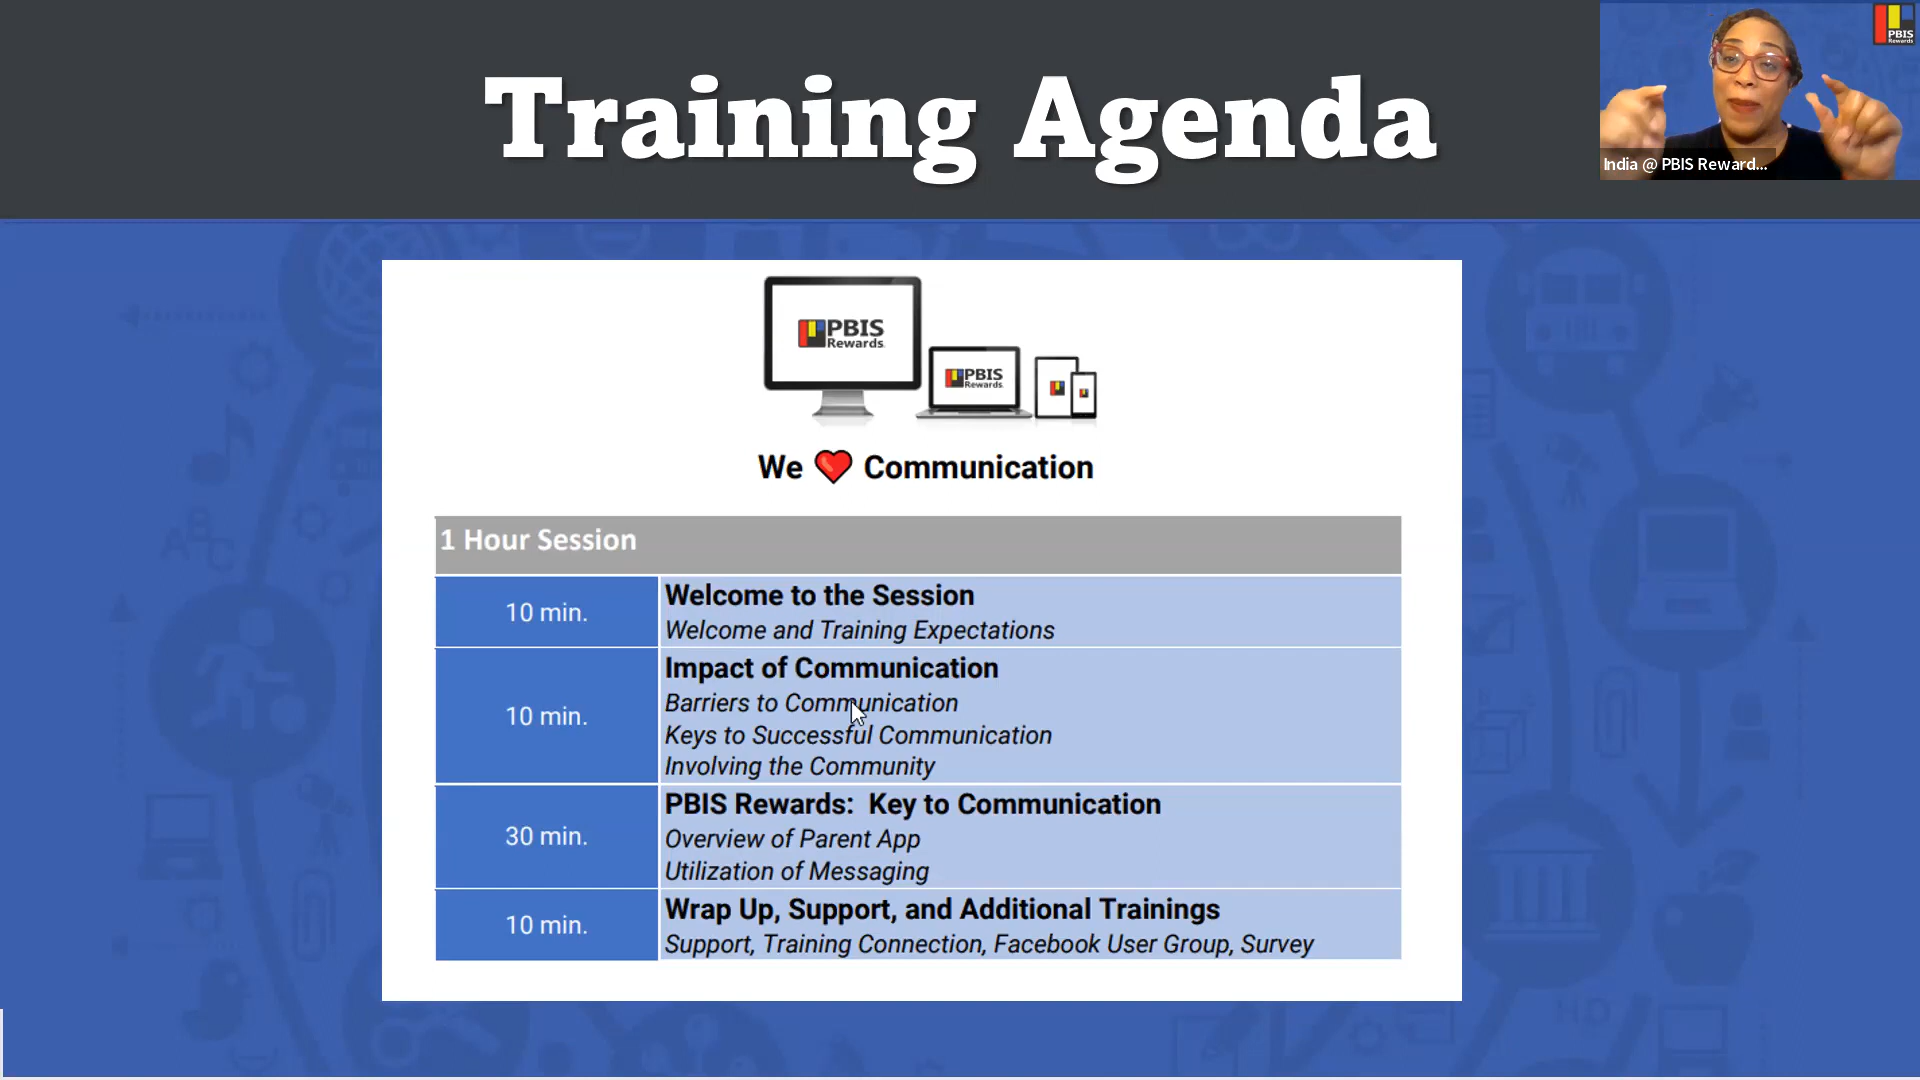 Training Agenda
PBIS
Rewards
India @ PBIS Reward...
PBIS
Rewards
PBIS
Rewards
We ❤ Communication
1 Hour Session
10 min.
Welcome to the Session
Welcome and Training Expectations
10 min.
Impact of Communication
Barriers to Communication
Keys to Successful Communication
Involving the Community
30 min.
PBIS Rewards: Key to Communication
Overview of Parent App
Utilization of Messaging
10 min.
Wrap Up, Support, and Additional Trainings
Support, Training Connection, Facebook User Group, Survey